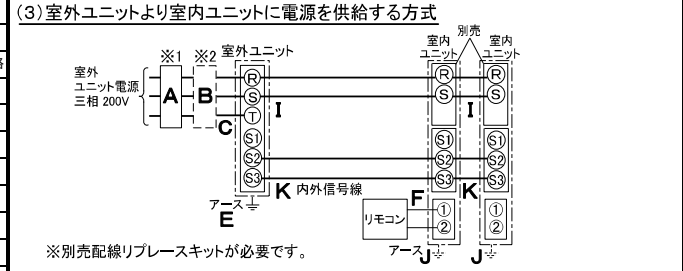 (3)室外ユニットより室内ユニットに電源を供給する方式
※1 ※2 室外ユニット
室内
ユニット
別売
室内
ユニット
室外
ユニット電源
三相 200V
A
B
C
R
S
T
S1
S2
S3
I
R
S
S1
S2
S3
I
R
S
S1
S2
S3
K 内外信号線
K
アース
E
F
リモコン
①
②
①
②
アース
J
J
※別売配線リプレースキットが必要です。